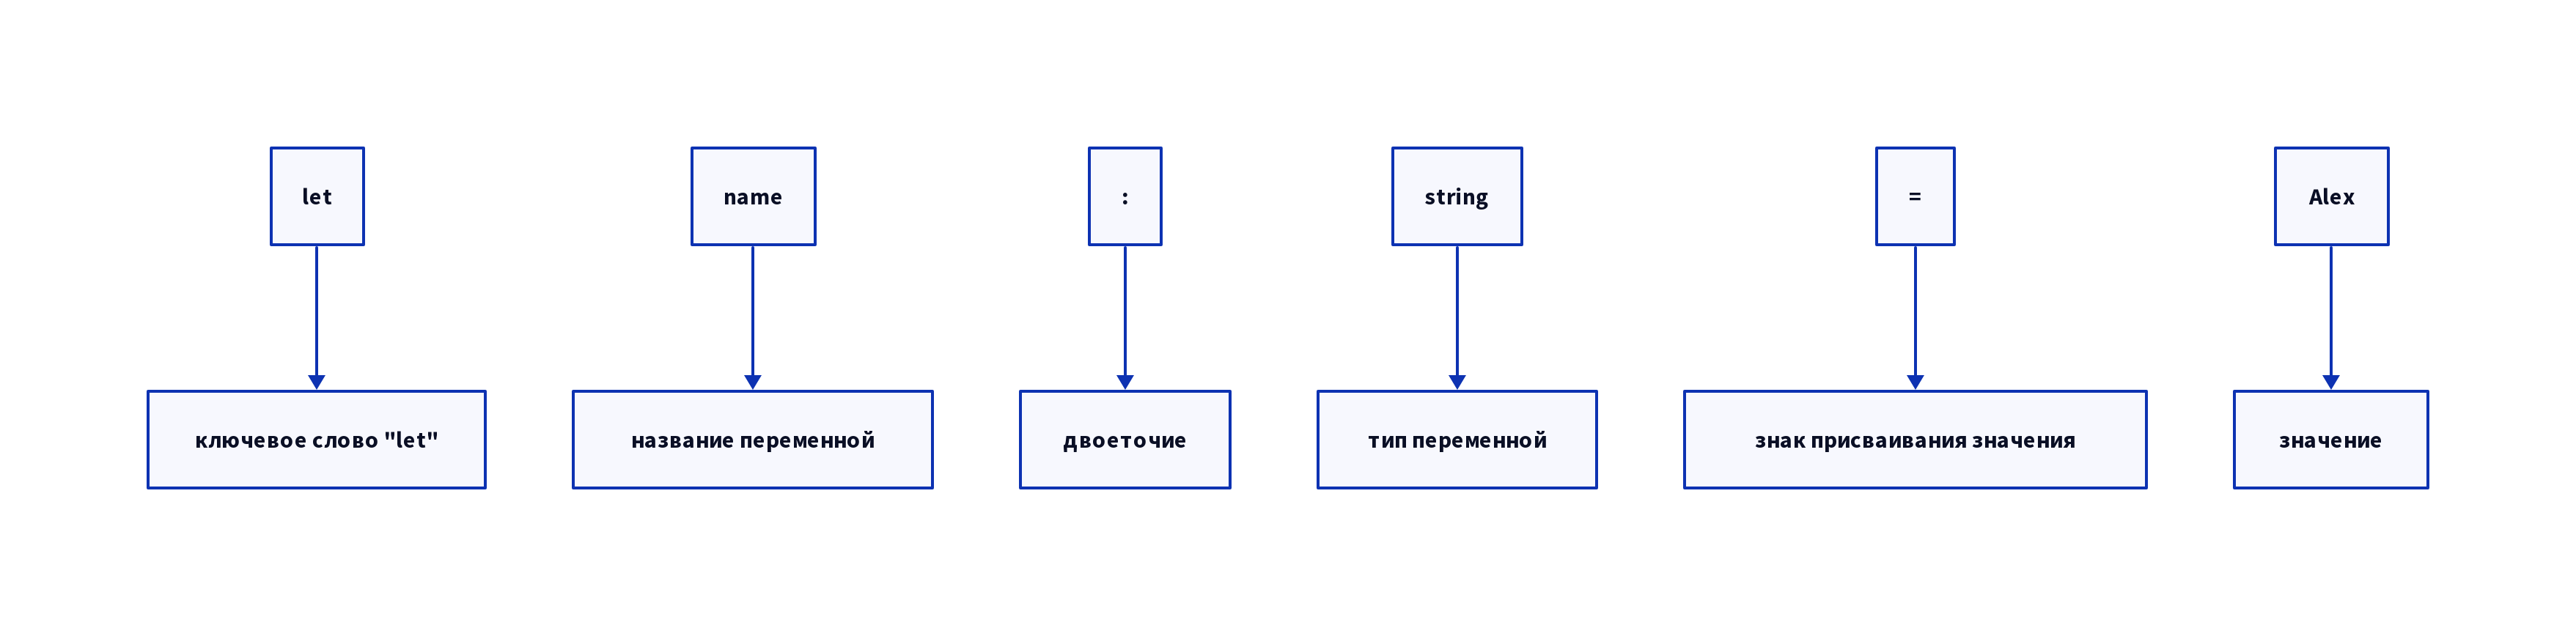 let
name
:
string
=
Alex
ключевое слово "let"
название переменной
двоеточие
тип переменной
знак присваивания значения
значение